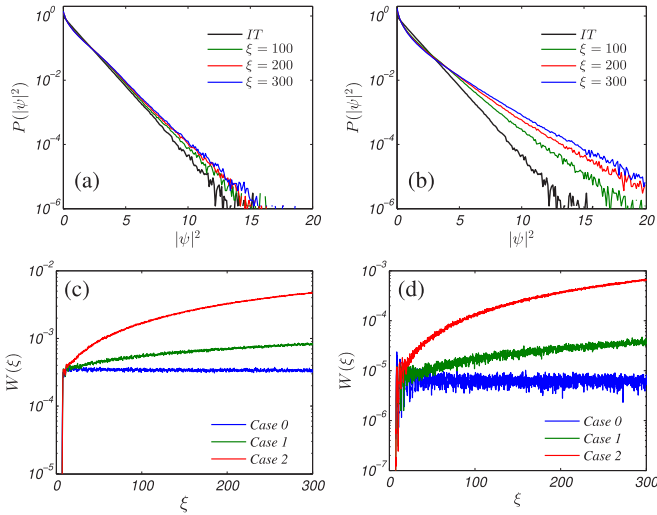 10^0
10^-2
10^-4
10^-6
P(|ψ|^2)
IT
ξ = 100
ξ = 200
ξ = 300
(a)
0 5 10 15 20
|ψ|^2
10^0
10^-2
10^-4
10^-6
P(|ψ|^2)
IT
ξ = 100
ξ = 200
ξ = 300
(b)
0 5 10 15 20
|ψ|^2
10^-2
10^-3
10^-4
10^-5
W(ξ)
(c)
Case 0
Case 1
Case 2
0 100 200 300
ξ
10^-3
10^-4
10^-5
10^-6
10^-7
W(ξ)
(d)
Case 0
Case 1
Case 2
0 100 200 300
ξ